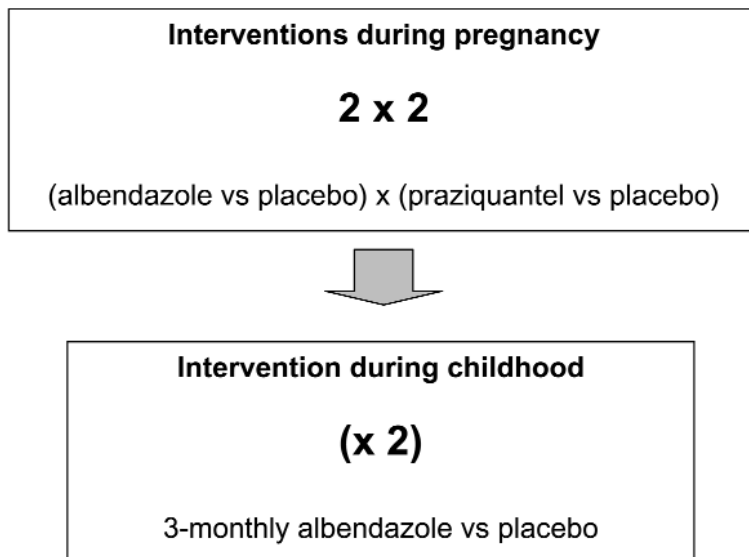 Interventions during pregnancy
2 x 2
(albendazole vs placebo) x (praziquantel vs placebo)
Intervention during childhood
(x 2)
3-monthly albendazole vs placebo